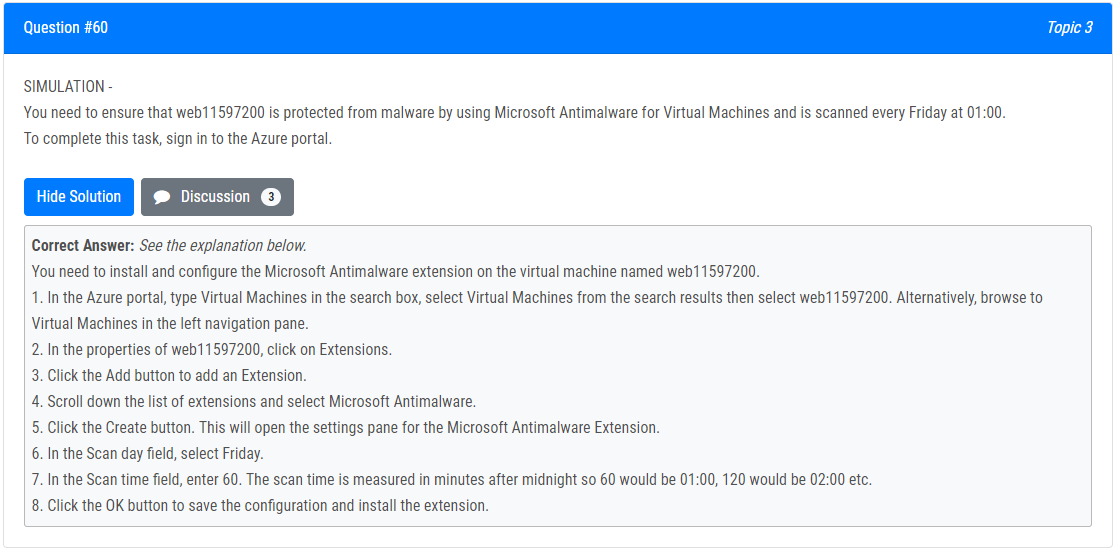 Question #60
Topic 3
SIMULATION -
You need to ensure that web11597200 is protected from malware by using Microsoft Antimalware for Virtual Machines and is scanned every Friday at 01:00.
To complete this task, sign in to the Azure portal.
Hide Solution
Discussion 3
Correct Answer: See the explanation below.
You need to install and configure the Microsoft Antimalware extension on the virtual machine named web11597200.
1. In the Azure portal, type Virtual Machines in the search box, select Virtual Machines from the search results then select web11597200. Alternatively, browse to
Virtual Machines in the left navigation pane.
2. In the properties of web11597200, click on Extensions.
3. Click the Add button to add an Extension.
4. Scroll down the list of extensions and select Microsoft Antimalware.
5. Click the Create button. This will open the settings pane for the Microsoft Antimalware Extension.
6. In the Scan day field, select Friday.
7. In the Scan time field, enter 60. The scan time is measured in minutes after midnight so 60 would be 01:00, 120 would be 02:00 etc.
8. Click the OK button to save the configuration and install the extension.